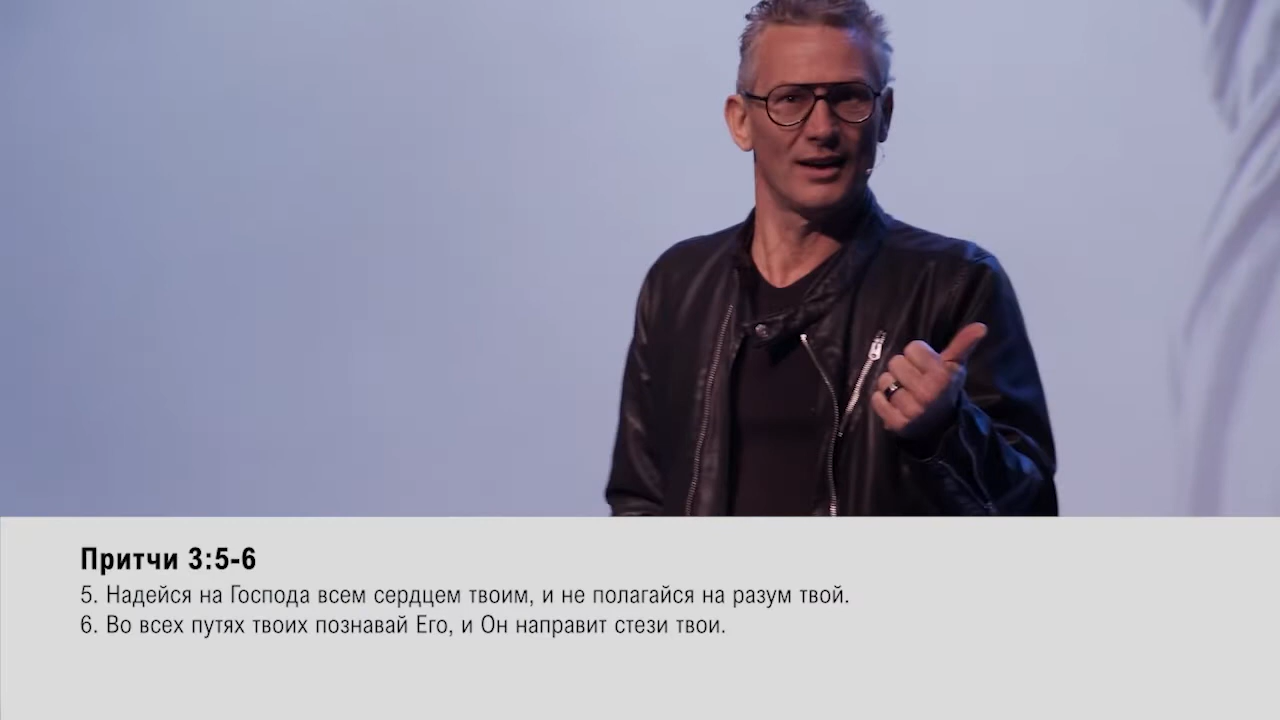 Притчи 3:5-6
5. Надейся на Господа всем сердцем твоим, и не полагайся на разум твой.
6. Во всех путях твоих познавай Его, и Он направит стези твои.